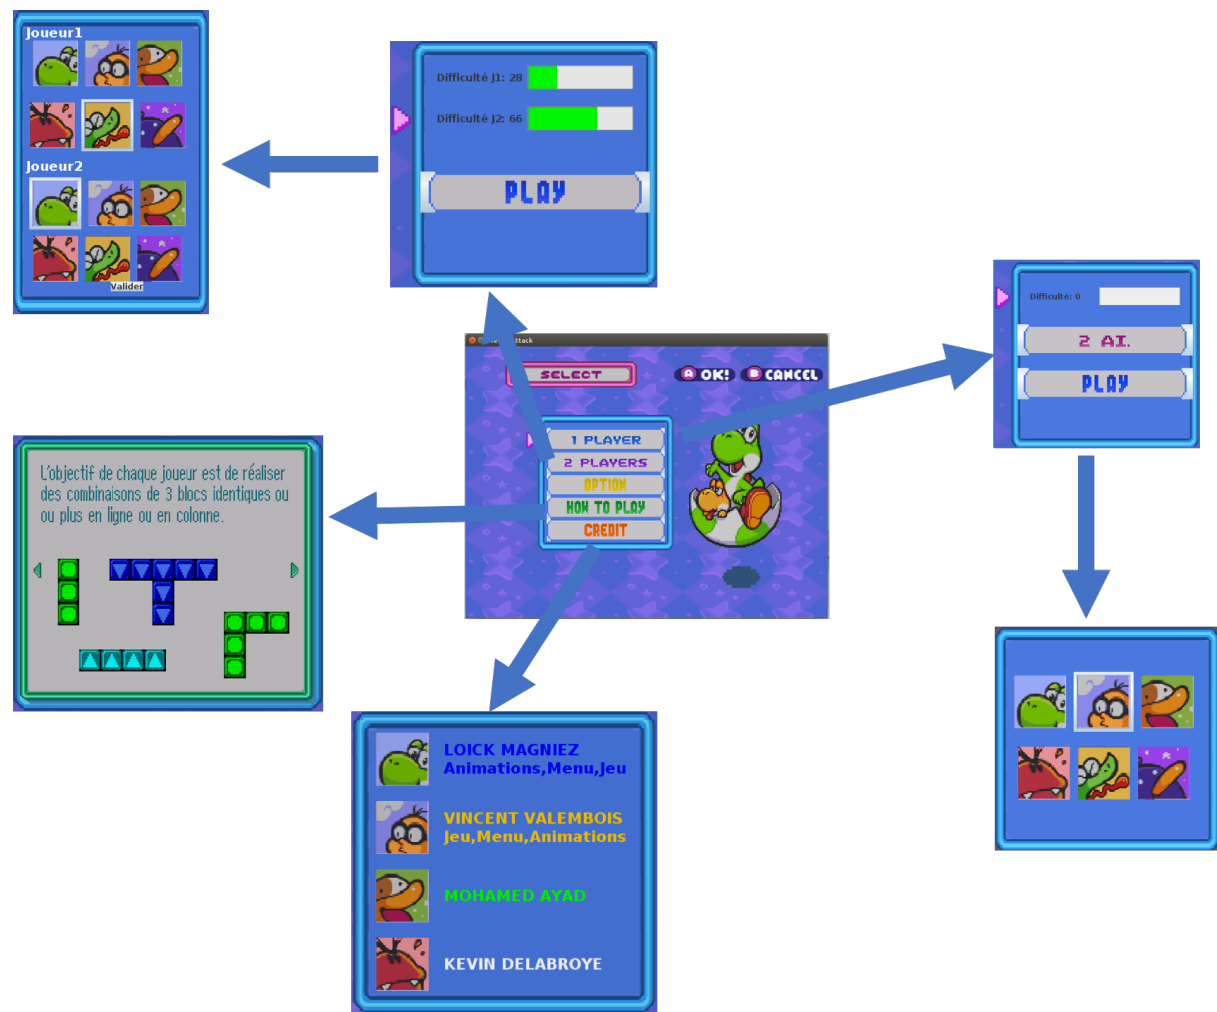 Joueur1
Joueur2
Valider
Difficulté J1: 28
Difficulté J2: 66
PLAY
Difficulté: 0
2 AI.
PLAY
SELECT
A OK!
B CANCEL
1 PLAYER
2 PLAYERS
OPTION
HOW TO PLAY
CREDIT
L'objectif de chaque joueur est de réaliser
des combinaisons de 3 blocs identiques ou
ou plus en ligne ou en colonne.
LOICK MAGNIEZ
Animations,Menu,Jeu
VINCENT VALEMBOIS
Jeu,Menu,Animations
MOHAMED AYAD
KEVIN DELABROYE